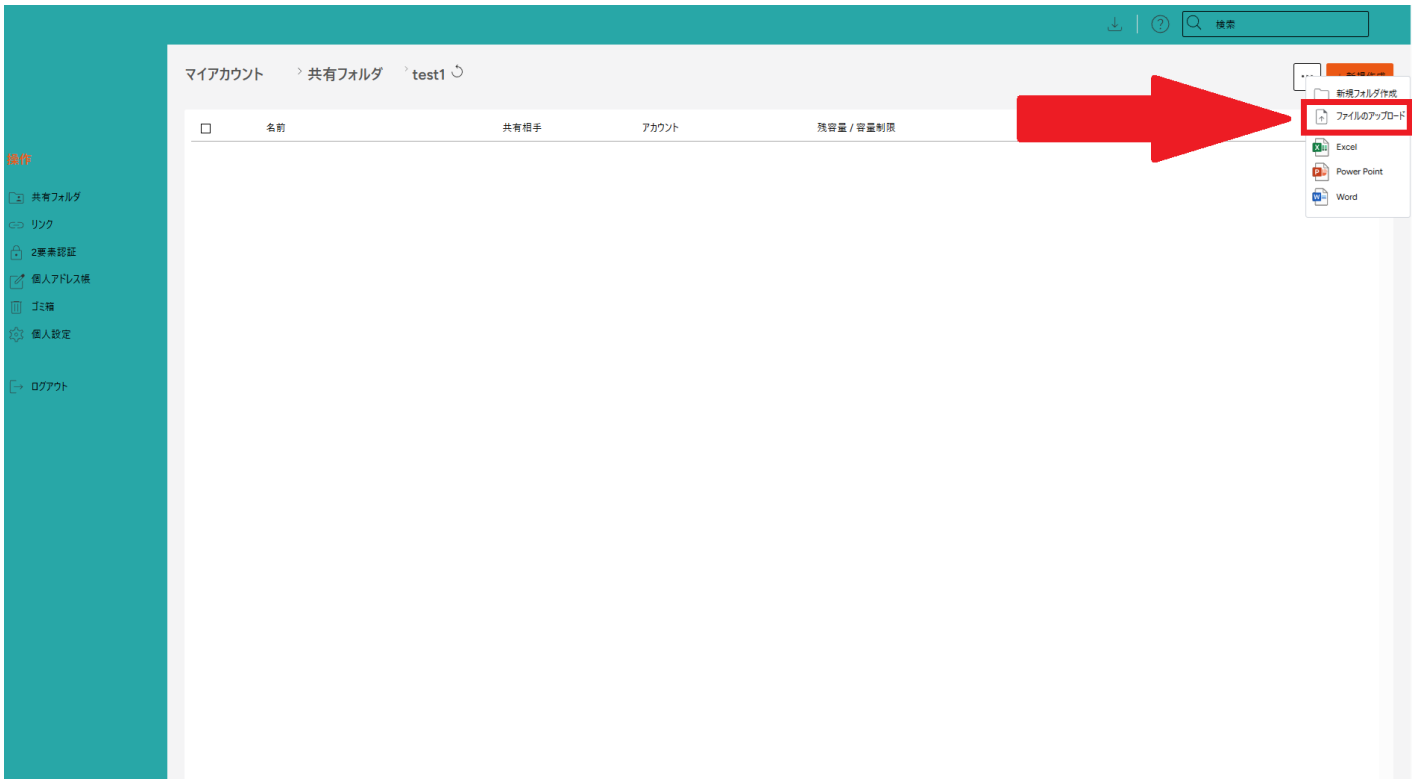 検索
マイアカウント > 共有フォルダ > test1
新規作成
新規フォルダ作成
ファイルのアップロード
Excel
Power Point
Word
名前 共有相手 アカウント 残容量 / 容量制限
操作
共有フォルダ
リンク
2要素認証
個人アドレス帳
ゴミ箱
個人設定
ログアウト